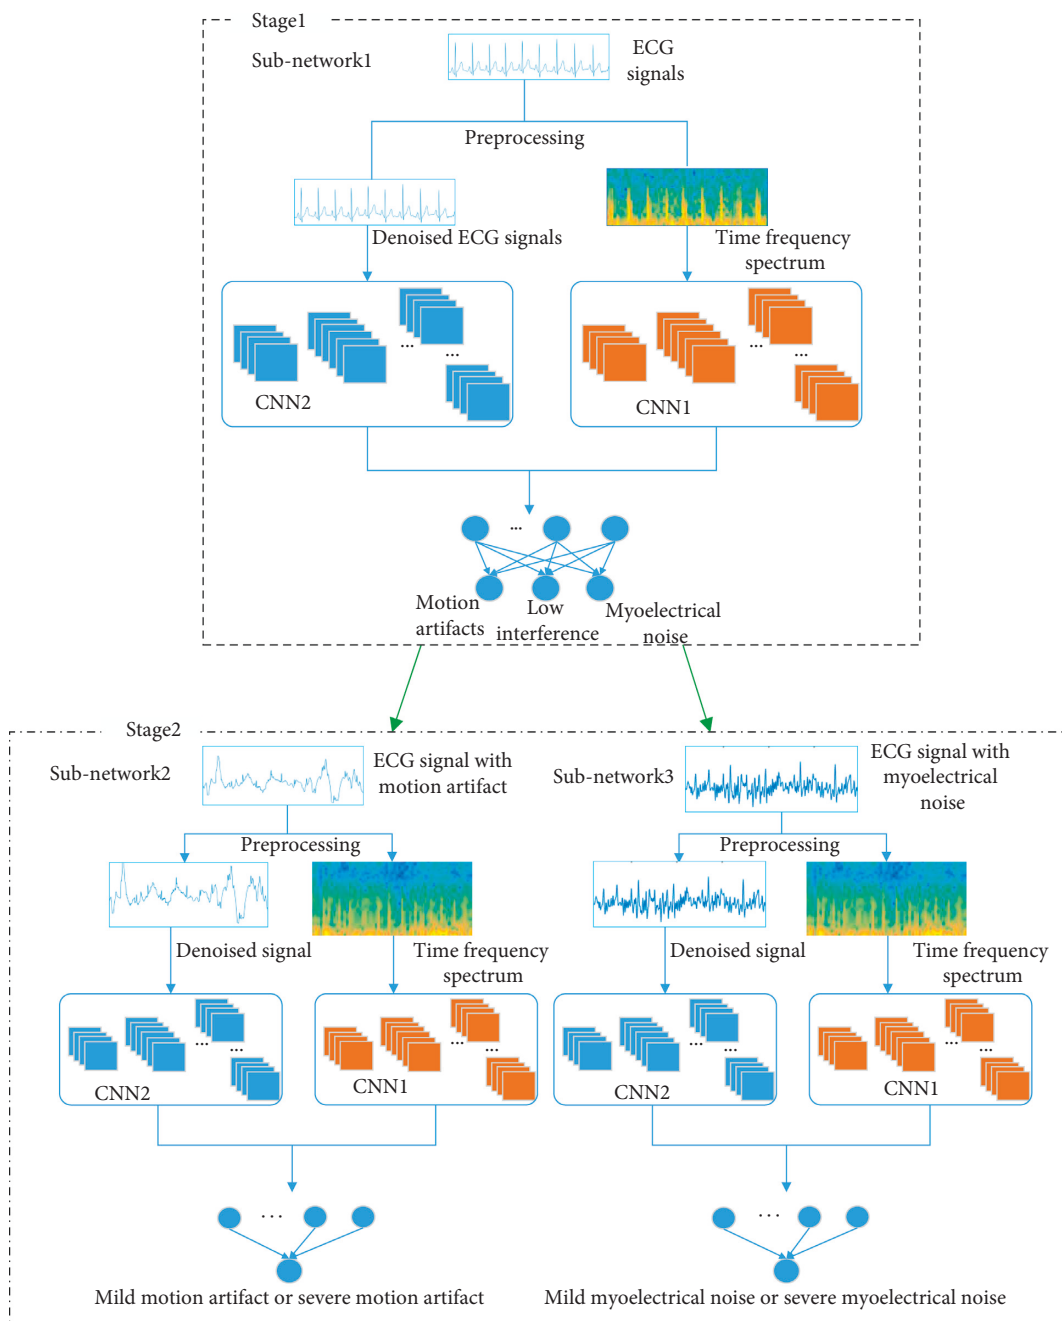 Stage1
Sub-network1
ECG
signals
Preprocessing
Denoised ECG signals
Time frequency
spectrum
...
...
CNN2
...
...
CNN1
...
Motion
artifacts
Low
interference
Myoelectrical
noise
Stage2
Sub-network2
ECG signal with
motion artifact
Preprocessing
Denoised signal
Time frequency
spectrum
...
...
CNN2
...
...
CNN1
...
Mild motion artifact or severe motion artifact
Sub-network3
ECG signal with
myoelectrical
noise
Preprocessing
Denoised signal
Time frequency
spectrum
...
...
CNN2
...
...
CNN1
...
Mild myoelectrical noise or severe myoelectrical noise